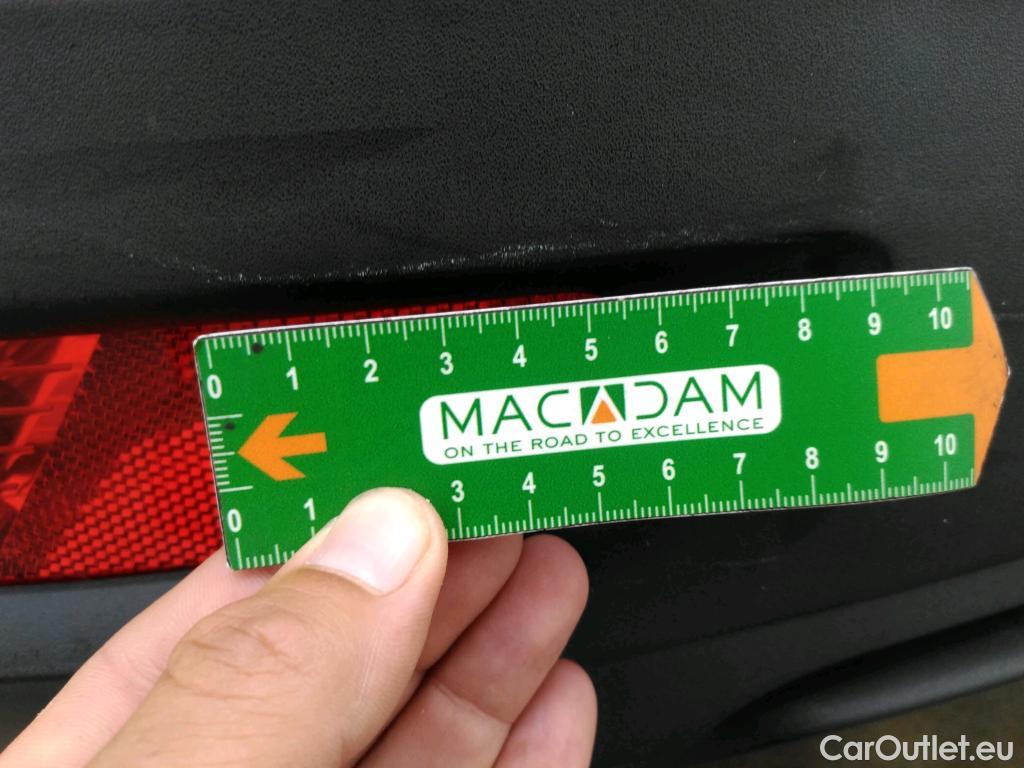 0 1 2 3 4 5 6 7 8 9 10
MACADAM
ON THE ROAD TO EXCELLENCE
0 1 3 4 5 6 7 8 9 10
CarOutlet.eu